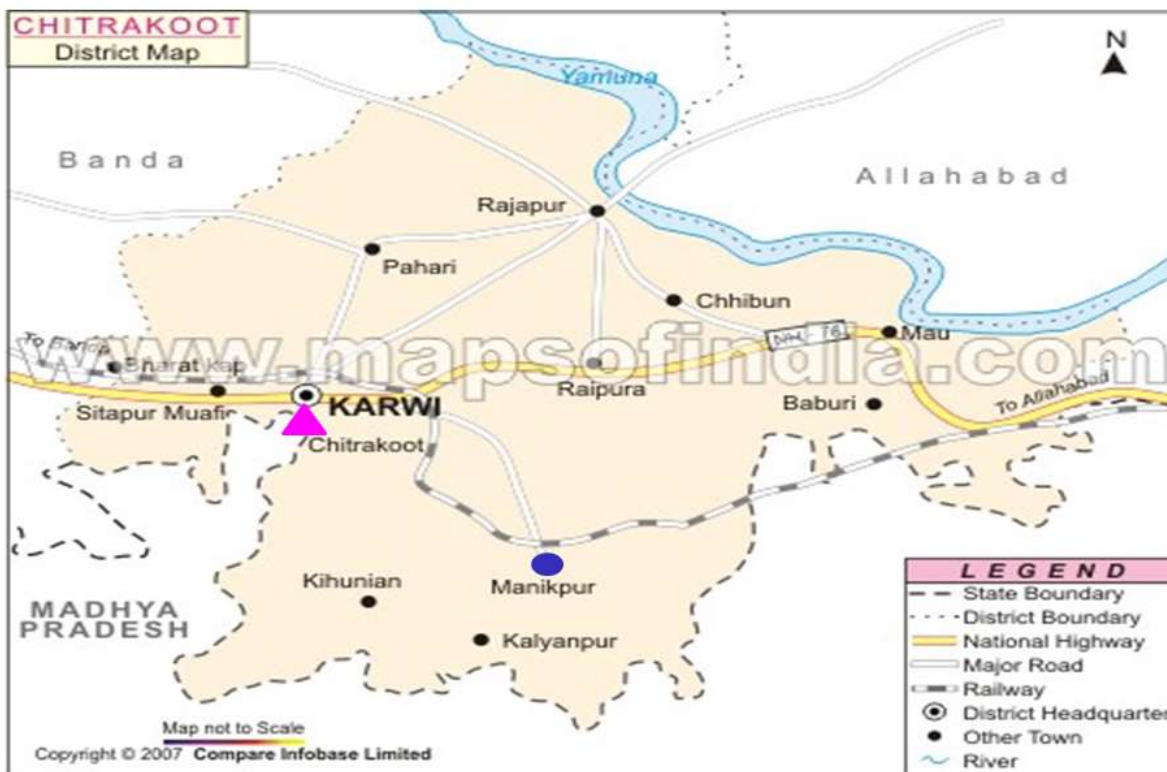 CHITRAKOOT
District Map
N
Yamuna
Banda
Allahabad
Rajapur
Pahari
Chhibun
NH - 76
Mau
To Banda
www.mapsofindia.com
Bharat kup
Raipura
To Allahabad
Sitapur Muafi
KARWI
Baburi
Chitrakoot
Kihunian
Manikpur
MADHYA
PRADESH
Kalyanpur
LEGEND
State Boundary
District Boundary
National Highway
Major Road
Railway
District Headquarter
Other Town
River
Map not to Scale
Copyright © 2007 Compare Infobase Limited